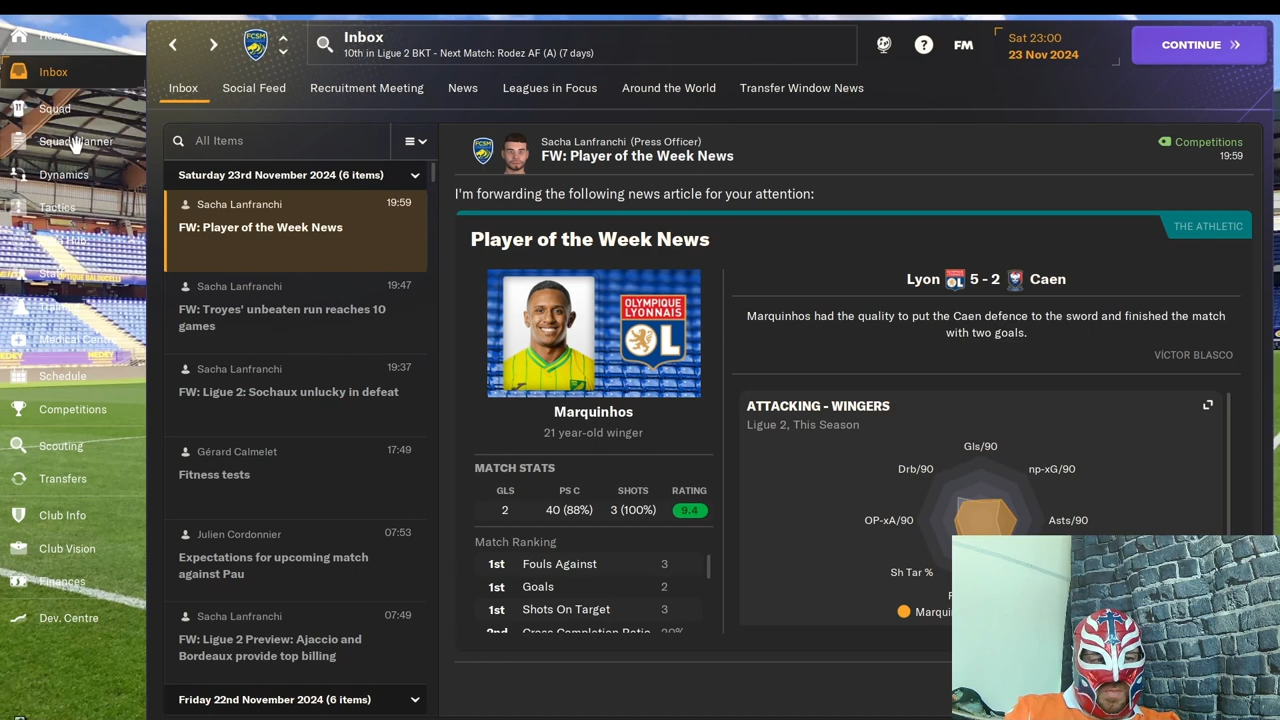 Home
Inbox
10th in Ligue 2 BKT - Next Match: Rodez AF (A) (7 days)
FM
Sat 23:00
23 Nov 2024
CONTINUE
Inbox
Squad
Squad Planner
Dynamics
Tactics
Medical Centre
Schedule
Competitions
Scouting
Transfers
Club Info
Club Vision
Finances
Dev. Centre
Inbox
Social Feed
Recruitment Meeting
News
Leagues in Focus
Around the World
Transfer Window News
All Items
Saturday 23rd November 2024 (6 items)
Sacha Lanfranchi 19:59
FW: Player of the Week News
Sacha Lanfranchi 19:47
FW: Troyes' unbeaten run reaches 10
games
Sacha Lanfranchi 19:37
FW: Ligue 2: Sochaux unlucky in defeat
Gérard Calmelet 17:49
Fitness tests
Julien Cordonnier 07:53
Expectations for upcoming match
against Pau
Sacha Lanfranchi 07:49
FW: Ligue 2 Preview: Ajaccio and
Bordeaux provide top billing
Friday 22nd November 2024 (6 items)
Sacha Lanfranchi (Press Officer)
FW: Player of the Week News
Competitions
19:59
I'm forwarding the following news article for your attention:
THE ATHLETIC
Player of the Week News
OLYMPIQUE
LYONNAIS
OL
Marquinhos
21 year-old winger
MATCH STATS
GLS PS C SHOTS RATING
2 40 (88%) 3 (100%) 9.4
Match Ranking
1st Fouls Against 3
1st Goals 2
1st Shots On Target 3
2nd Cross Completion Ratio 20%
Lyon 5 - 2 Caen
Marquinhos had the quality to put the Caen defence to the sword and finished the match
with two goals.
VÍCTOR BLASCO
ATTACKING - WINGERS
Ligue 2, This Season
Gls/90
Drb/90 np-xG/90
OP-xA/90 Asts/90
Sh Tar %